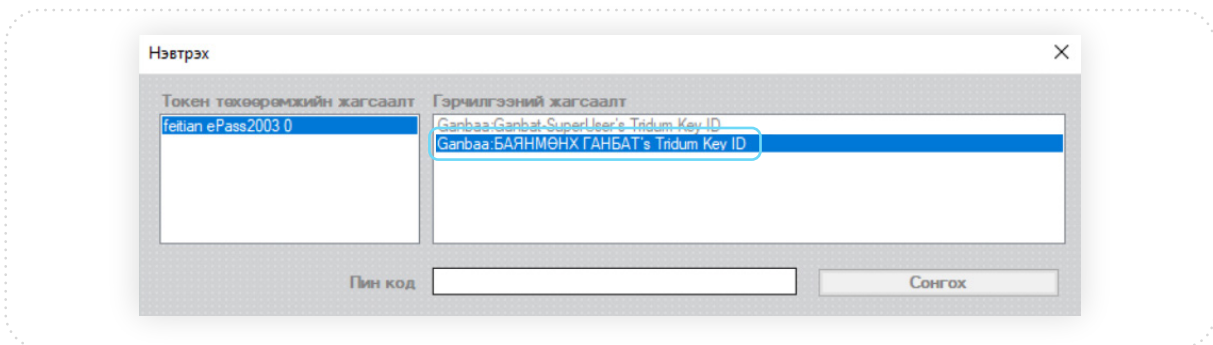 Нэвтрэх
Токен төхөөрөмжийн жагсаалт
Гэрчилгээний жагсаалт
feitian ePass2003 0
Ganbaa:Ganbat-SuperUser's Tridum Key ID
Ganbaa:БАЯНМӨНХ ГАНБАТ's Tridum Key ID
Пин код
Сонгох